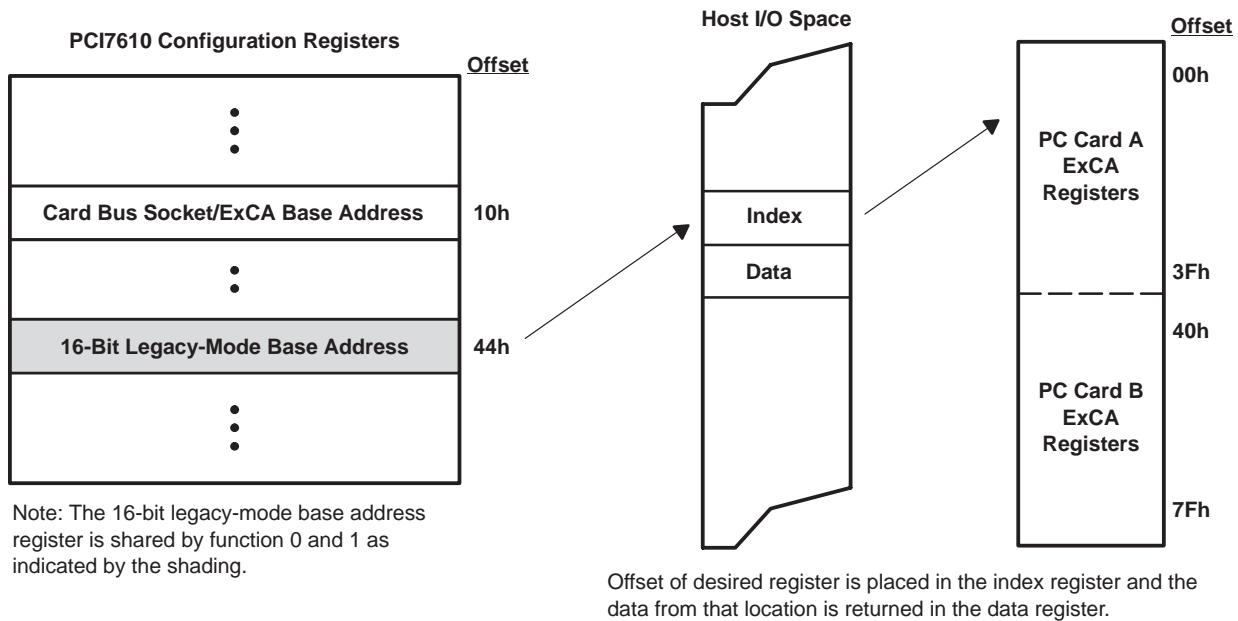 PCI7610 Configuration Registers
Offset
Card Bus Socket/ExCA Base Address
10h
16-Bit Legacy-Mode Base Address
44h
Note: The 16-bit legacy-mode base address
register is shared by function 0 and 1 as
indicated by the shading.
Host I/O Space
Index
Data
Offset
00h
PC Card A
ExCA
Registers
3Fh
40h
PC Card B
ExCA
Registers
7Fh
Offset of desired register is placed in the index register and the
data from that location is returned in the data register.